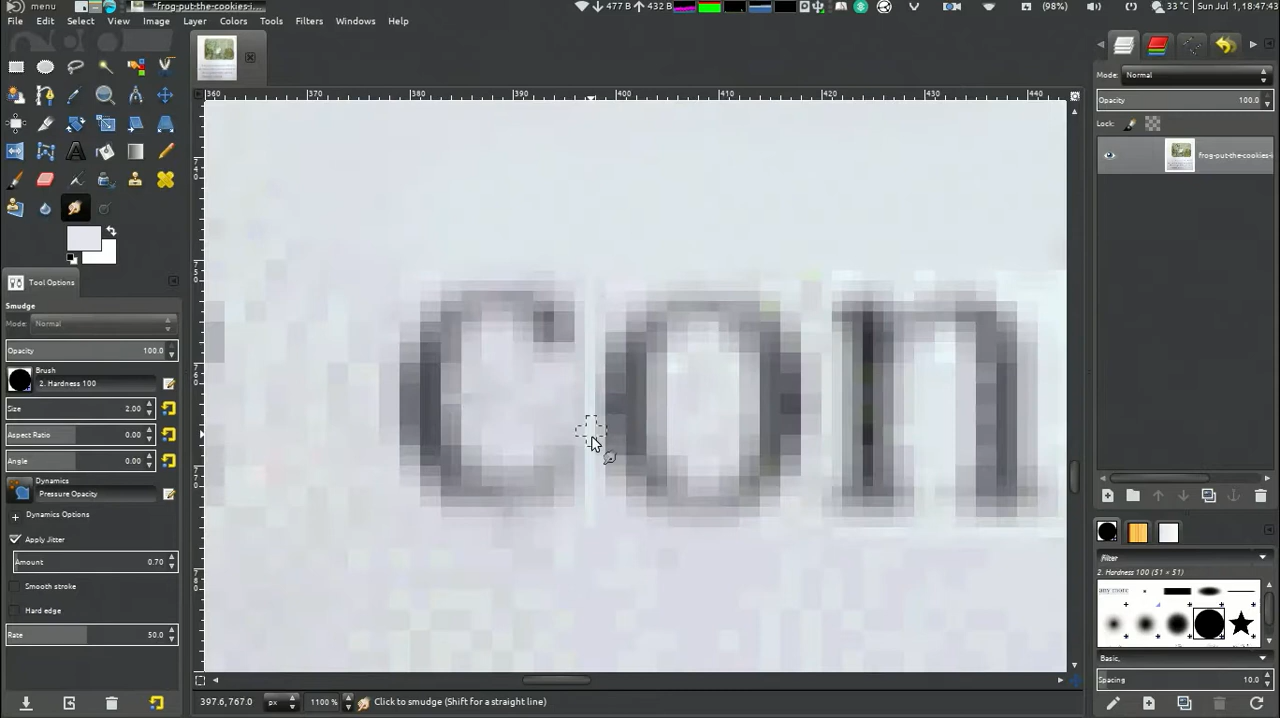 menu *frog-put-the-cookies-i... 477 B 432 B (98%) 33°C Sun Jul 1, 18:47:43
File Edit Select View Image Layer Colors Tools Filters Windows Help
360 370 380 390 400 410 420 430 440
Mode: Normal
Opacity 100.0
Lock:
frog-put-the-cookies-i
con
Tool Options
Smudge
Mode: Normal
Opacity 100.0
Brush
2. Hardness 100
Size 2.00
Aspect Ratio 0.00
Angle 0.00
Dynamics
Pressure Opacity
Dynamics Options
Apply Jitter
Amount 0.70
Smooth stroke
Hard edge
Rate 50.0
Filter
2. Hardness 100 (51 × 51)
Basic,
Spacing 10.0
397.6, 767.0 px 1100 % Click to smudge (Shift for a straight line)